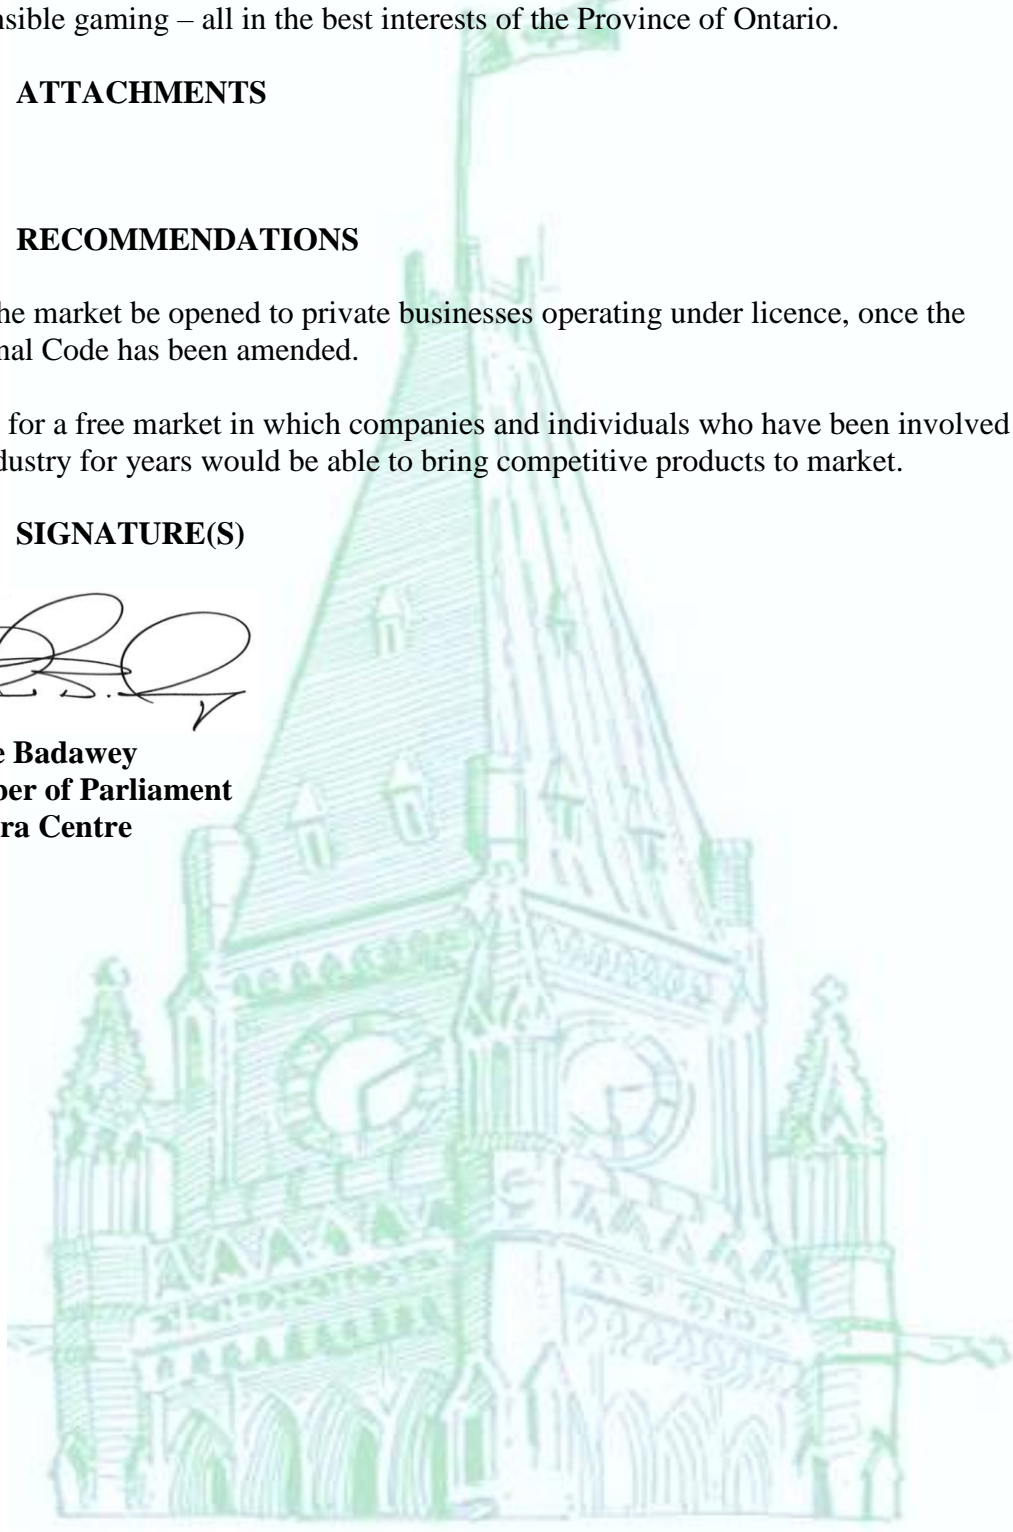 nsible gaming – all in the best interests of the Province of Ontario.
ATTACHMENTS
RECOMMENDATIONS
he market be opened to private businesses operating under licence, once the
nal Code has been amended.
for a free market in which companies and individuals who have been involved
dustry for years would be able to bring competitive products to market.
SIGNATURE(S)
e Badawey
ber of Parliament
ra Centre